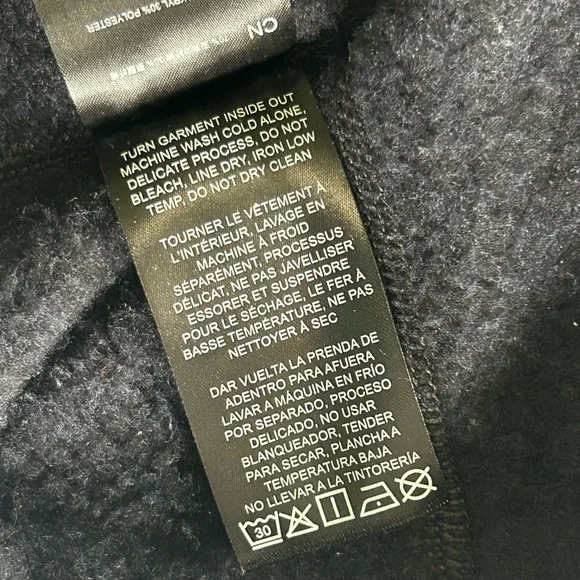 30% POLYESTER
CN
TURN GARMENT INSIDE OUT
MACHINE WASH COLD ALONE,
DELICATE PROCESS, DO NOT
BLEACH, LINE DRY, IRON LOW
TEMP, DO NOT DRY CLEAN
TOURNER LE VÊTEMENT À
L'INTÉRIEUR, LAVAGE EN
MACHINE À FROID
SÉPARÉMENT, PROCESSUS
DÉLICAT, NE PAS JAVELLISER
ESSORER ET SUSPENDRE
POUR LE SÉCHAGE, LE FER À
BASSE TEMPÉRATURE, NE PAS
NETTOYER À SEC
DAR VUELTA LA PRENDA DE
ADENTRO PARA AFUERA
LAVAR A MÁQUINA EN FRÍO
POR SEPARADO, PROCESO
DELICADO, NO USAR
BLANQUEADOR, TENDER
PARA SECAR, PLANCHA A
TEMPERATURA BAJA
NO LLEVAR A LA TINTORERÍA
30